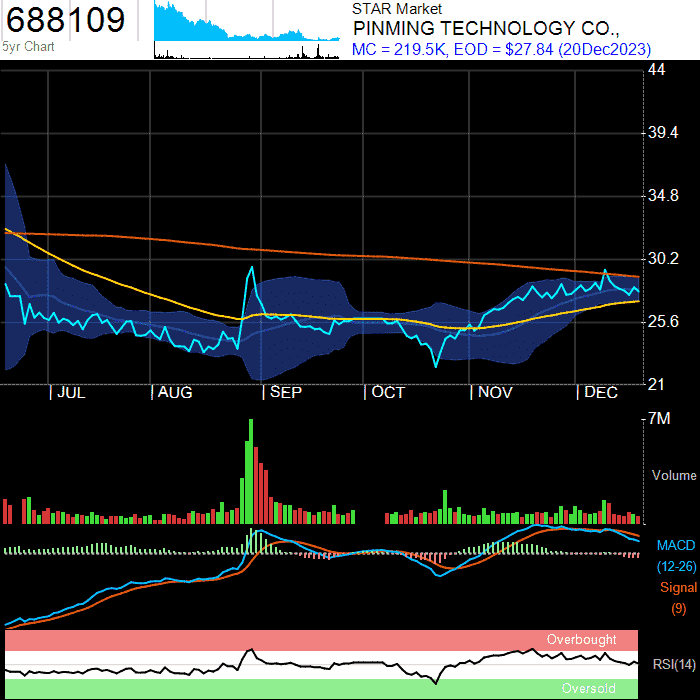 688109
5yr Chart
STAR Market
PINMING TECHNOLOGY CO.,
MC = 219.5K, EOD = $27.84 (20Dec2023)
44
39.4
34.8
30.2
25.6
21
| JUL | AUG | SEP | OCT | NOV | DEC
7M
Volume
MACD
(12-26)
Signal
(9)
Overbought
RSI(14)
Oversold